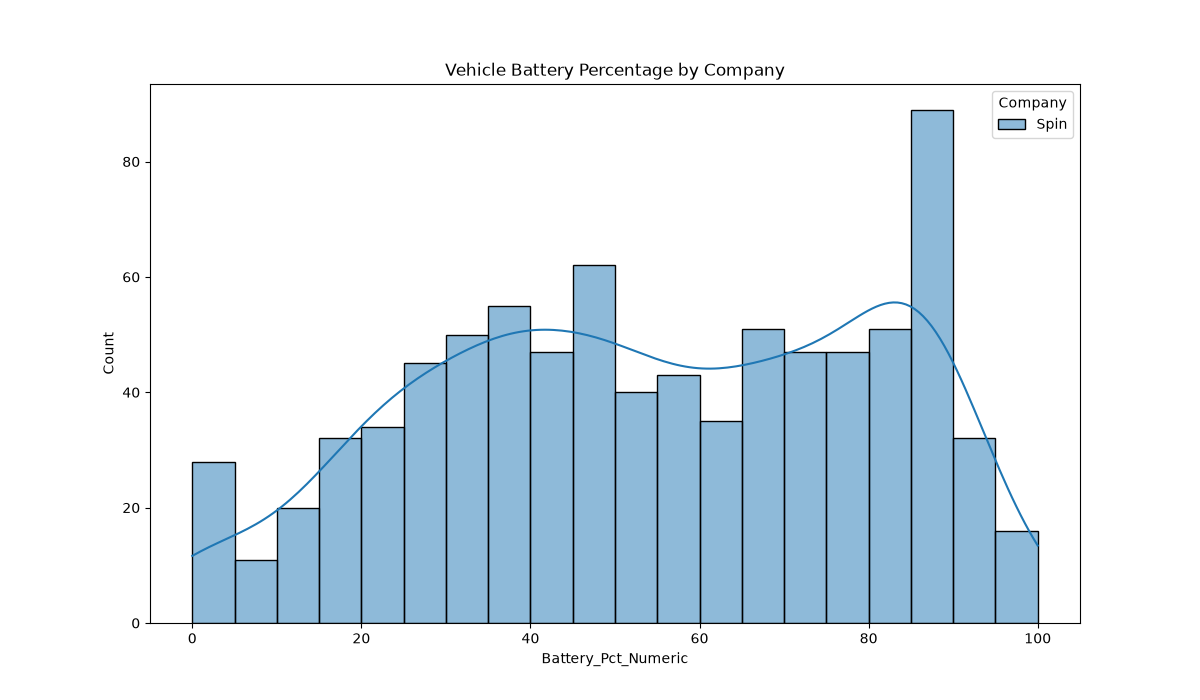 Vehicle Battery Percentage by Company
Company
Spin
80
60
40
20
0
Count
0 20 40 60 80 100
Battery_Pct_Numeric